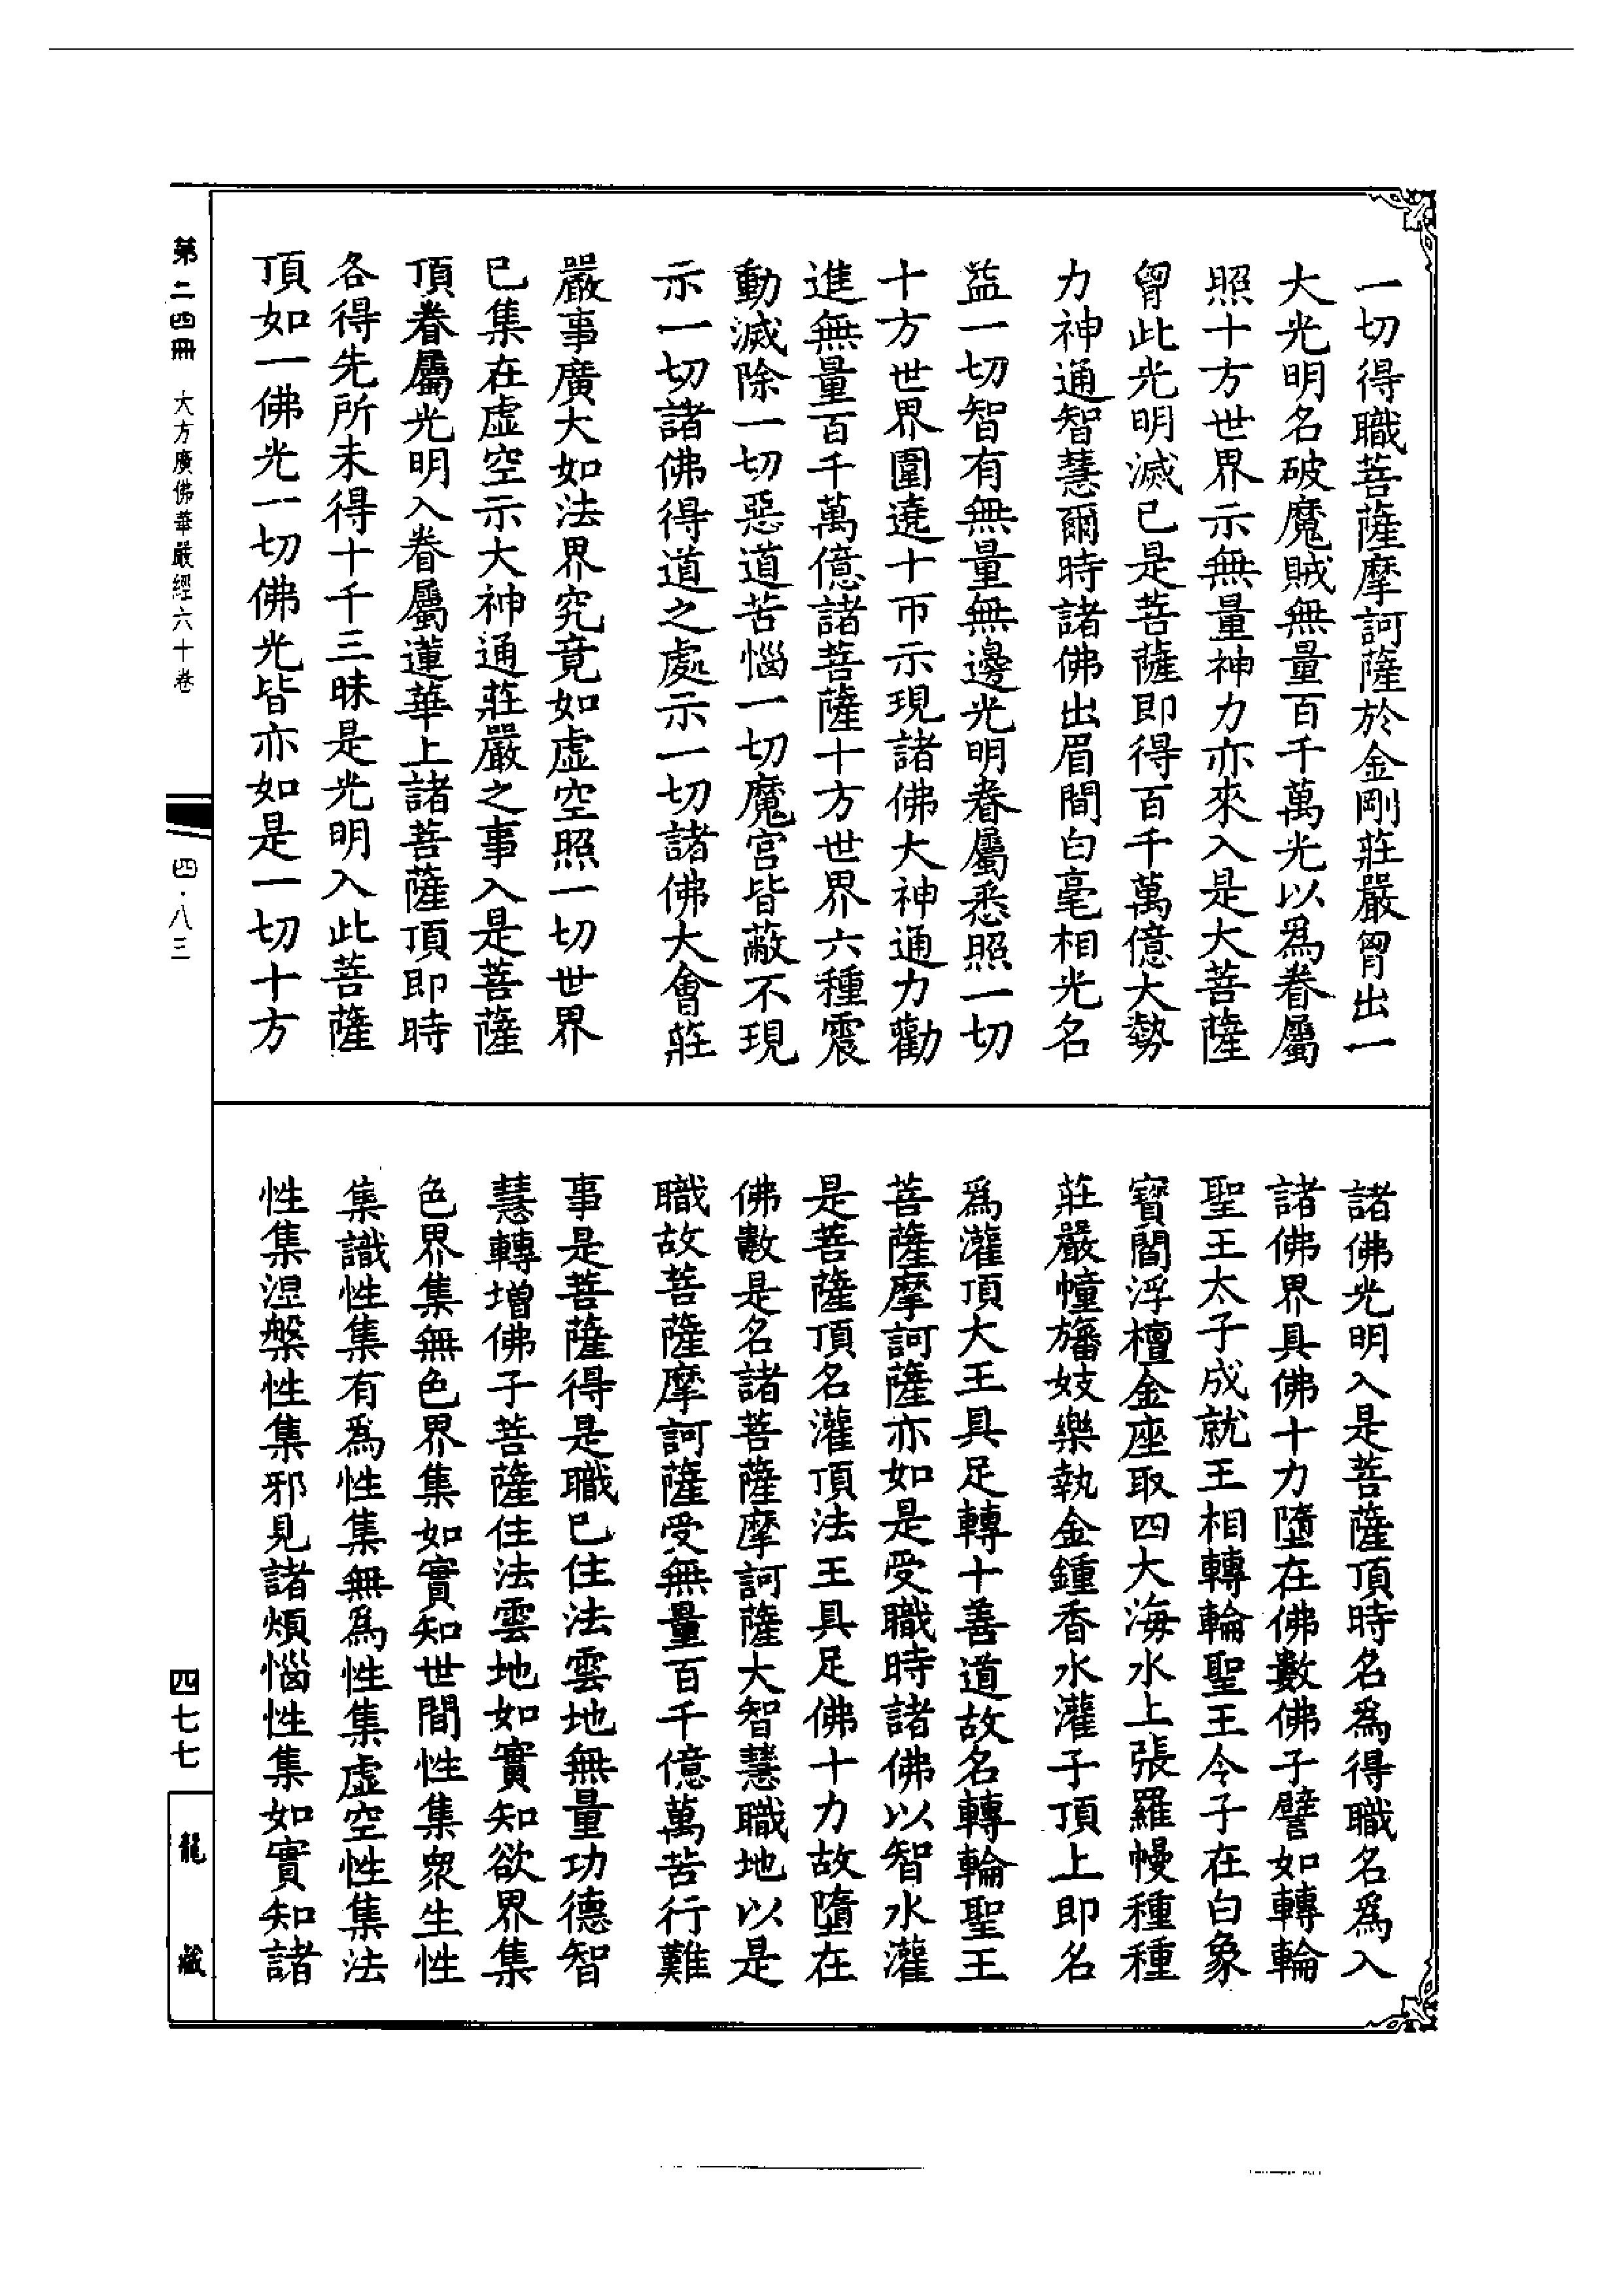 一切得職菩薩摩訶薩於金剛莊嚴胷出一
大光明名破魔賊無量百千萬光以爲眷屬
照十方世界示無量神力亦來入是大菩薩
胷此光明滅已是菩薩即得百千萬億大勢
力神通智慧爾時諸佛出眉間白毫相光名
益一切智有無量無邊光明眷屬悉照一切
十方世界圍遶十帀示現諸佛大神通力勸
進無量百千萬億諸菩薩十方世界六種震
動滅除一切惡道苦惱一切魔宮皆蔽不現
示一切諸佛得道之處示一切諸佛大會莊
嚴事廣大如法界究竟如虛空照一切世界
已集在虛空示大神通莊嚴之事入是菩薩
頂眷屬光明入眷屬蓮華上諸菩薩頂即時
各得先所未得十千三昧是光明入此菩薩
頂如一佛光一切佛光皆亦如是一切十方
諸佛光明入是菩薩頂時名爲得職名爲入
諸佛界具佛十力墮在佛數佛子譬如轉輪
聖王太子成就王相轉輪聖王令子在白象
寶閻浮檀金座取四大海水上張羅幔種種
莊嚴幢旛妓樂執金鍾香水灌子頂上即名
爲灌頂大王具足轉十善道故名轉輪聖王
菩薩摩訶薩亦如是受職時諸佛以智水灌
是菩薩頂名灌頂法王具足佛十力故墮在
佛數是名諸菩薩摩訶薩大智慧職地以是
職故菩薩摩訶薩受無量百千億萬苦行難
事是菩薩得是職已住法雲地無量功德智
慧轉增佛子菩薩住法雲地如實知欲界集
色界集無色界集如實知世間性集衆生性
集識性集有爲性集無爲性集虛空性集法
性集涅槃性集邪見諸煩惱性集如實知諸
第二四冊 大方廣佛華嚴經六十卷 四·八三
四七七
龍藏